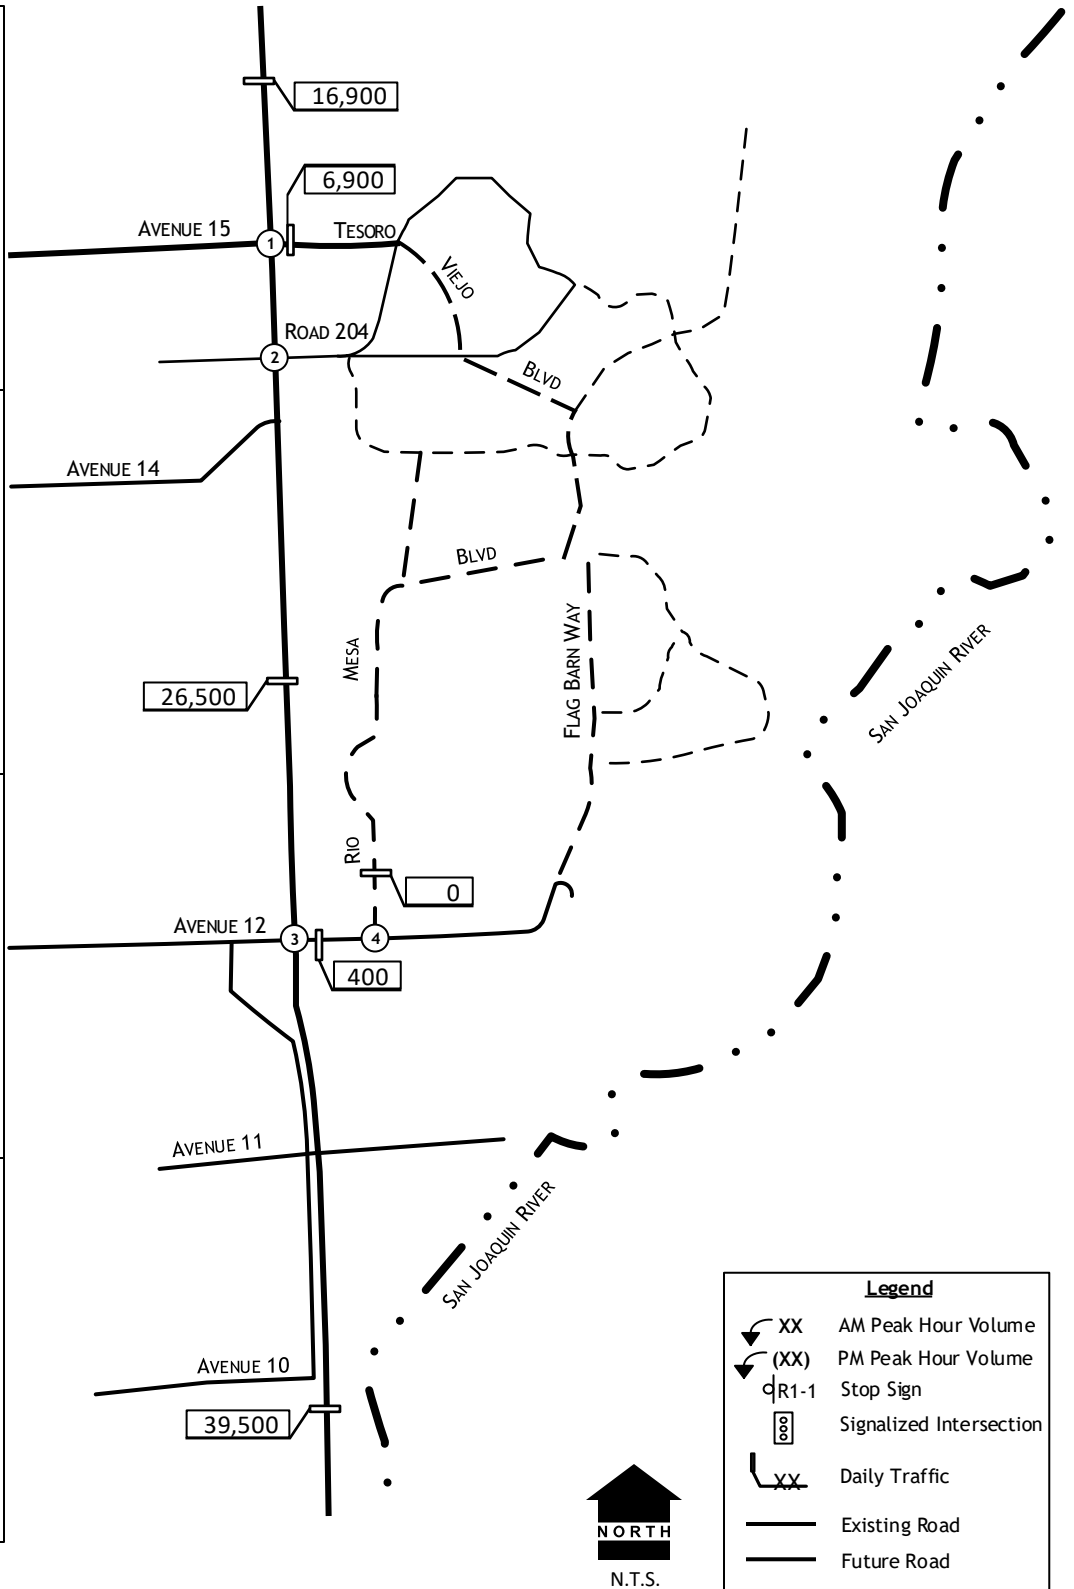 16,900
6,900
AVENUE 15
TESORO
1
VIEJO
ROAD 204
2
BLVD
AVENUE 14
BLVD
MESA
FLAG BARN WAY
26,500
SAN JOAQUIN RIVER
RIO
0
AVENUE 12
3
4
400
AVENUE 11
SAN JOAQUIN RIVER
AVENUE 10
39,500
NORTH
N.T.S.
Legend
XX AM Peak Hour Volume
(XX) PM Peak Hour Volume
R1-1 Stop Sign
Signalized Intersection
XX Daily Traffic
Existing Road
Future Road